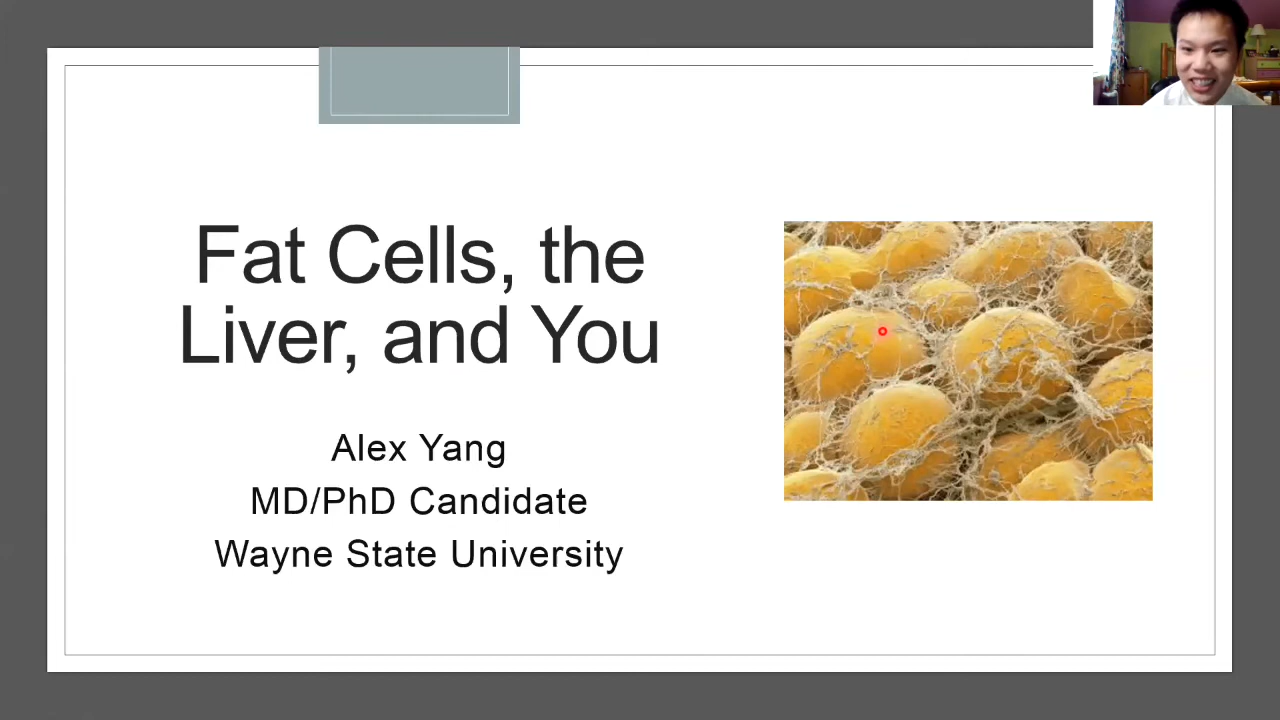 Fat Cells, the
Liver, and You
Alex Yang
MD/PhD Candidate
Wayne State University